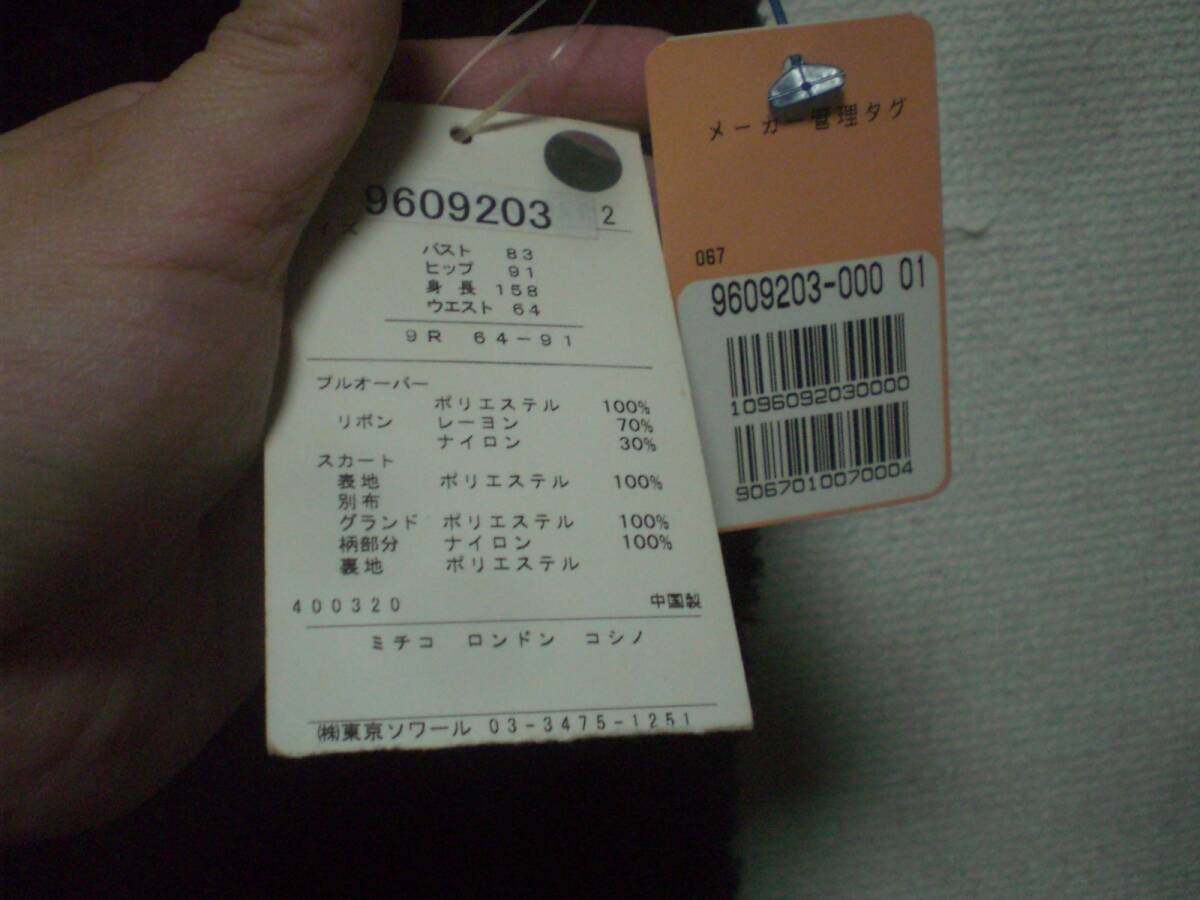 9609203 2
イズ
バスト 83
ヒップ 91
身長 158
ウエスト 64
9R 64-91
プルオーバー
ポリエステル 100%
リボン レーヨン 70%
ナイロン 30%
スカート
表地 ポリエステル 100%
別布
グランド ポリエステル 100%
柄部分 ナイロン 100%
裏地 ポリエステル
400320 中国製
ミチコ ロンドン コシノ
㈱東京ソワール 03-3475-1251
メーカー管理タグ
067
9609203-000 01
1096092030000
9067010070004